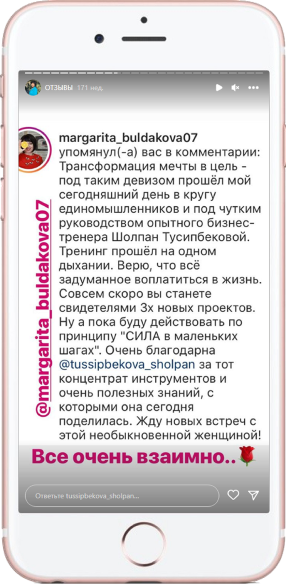 ОТЗЫВЫ 171 нед.
margarita_buldakova07
упомянул(-а) вас в комментарии:
Трансформация мечты в цель -
под таким девизом прошёл мой
сегодняшний день в кругу
единомышленников и под чутким
руководством опытного бизнес-
тренера Шолпан Тусипбековой.
Тренинг прошёл на одном
дыхании. Верю, что всё
задуманное воплатиться в жизнь.
Совсем скоро вы станете
свидетелями 3х новых проектов.
Ну а пока буду действовать по
принципу "СИЛА в маленьких
шагах". Очень благодарна
@tussipbekova_sholpan за тот
концентрат инструментов и
очень полезных знаний, с
которыми она сегодня
поделилась. Жду новых встреч с
этой необыкновенной женщиной!
@margarita_buldakova07
Все очень взаимно..🌹
Ответьте tussipbekova_sholpan...